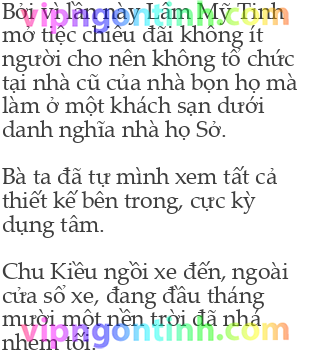 Bởi vì lần này Lâm Mỹ Tinh
mở tiệc chiêu đãi không ít
người cho nên không tổ chức
tại nhà cũ của nhà bọn họ mà
làm ở một khách sạn dưới
danh nghĩa nhà họ Sở.
Bà ta đã tự mình xem tất cả
thiết kế bên trong, cực kỳ
dụng tâm.
Chu Kiều ngồi xe đến, ngoài
cửa sổ xe, đang đầu tháng
mười một nền trời đã nhá
nhem tối.
vipngontinh.com
vipngontinh.com